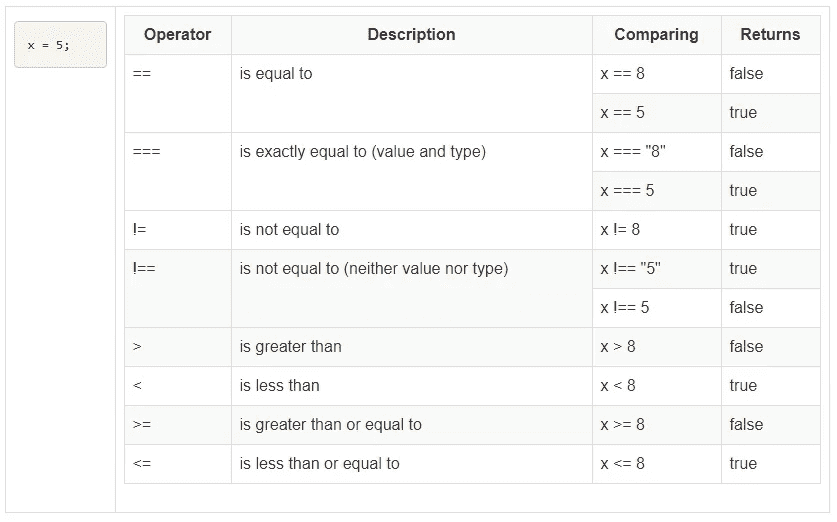 x = 5;
Operator Description Comparing Returns
== is equal to x == 8 false
x == 5 true
=== is exactly equal to (value and type) x === "8" false
x === 5 true
!= is not equal to x != 8 true
!== is not equal to (neither value nor type) x !== "5" true
x !== 5 false
> is greater than x > 8 false
< is less than x < 8 true
>= is greater than or equal to x >= 8 false
<= is less than or equal to x <= 8 true